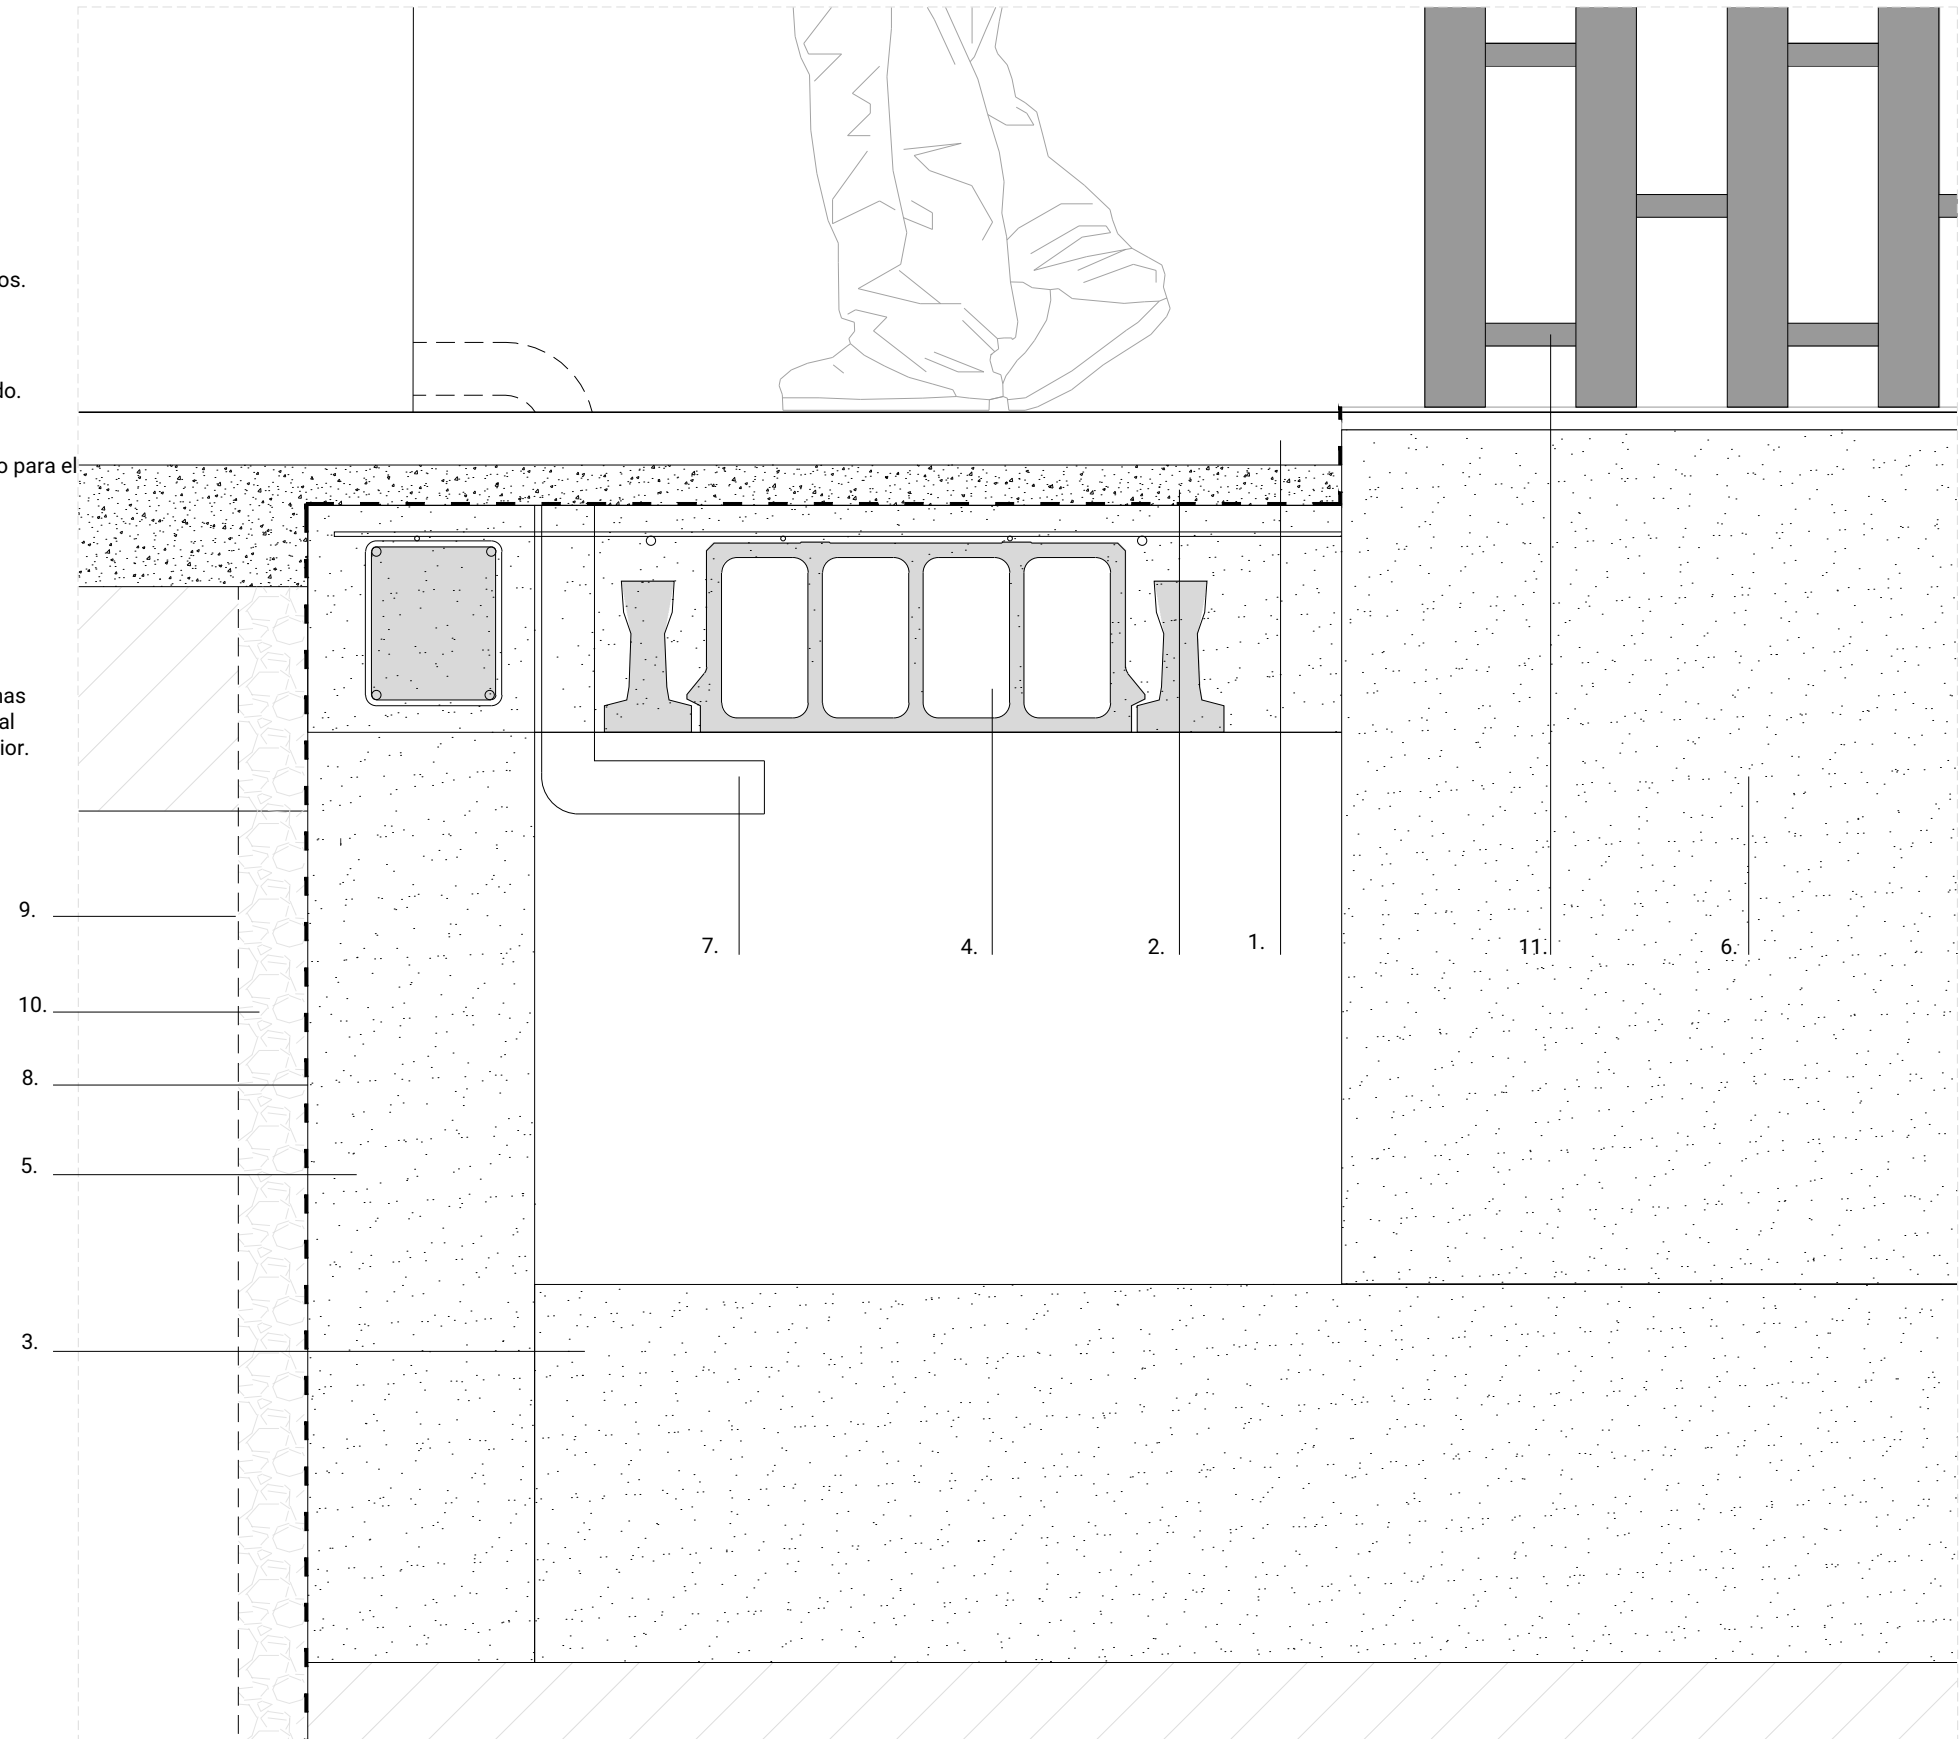 os.
do.
o para el
nas
al
ior.
9.
7.
4.
2.
1.
11.
6.
10.
8.
5.
3.